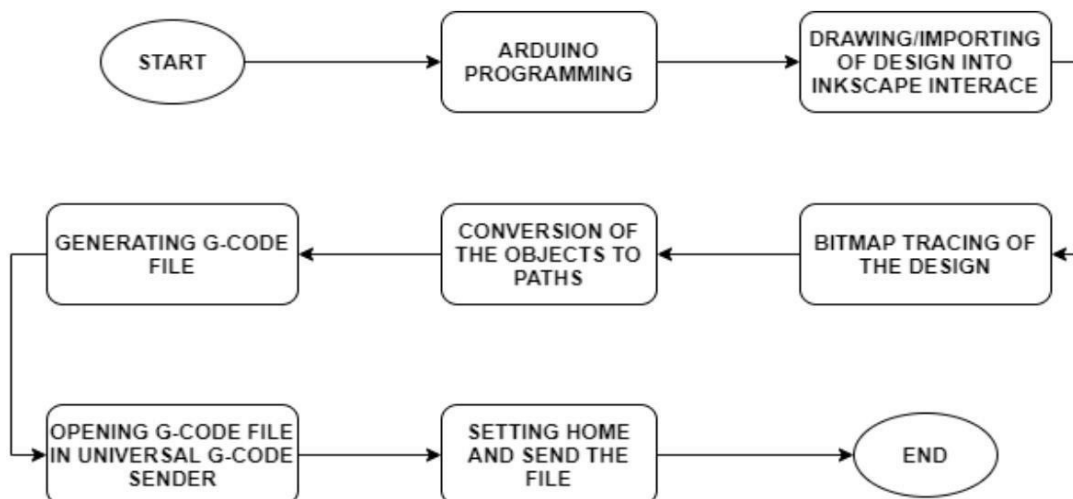 START
ARDUINO
PROGRAMMING
DRAWING/IMPORTING
OF DESIGN INTO
INKSCAPE INTERACE
GENERATING G-CODE
FILE
CONVERSION OF
THE OBJECTS TO
PATHS
BITMAP TRACING OF
THE DESIGN
OPENING G-CODE FILE
IN UNIVERSAL G-CODE
SENDER
SETTING HOME
AND SEND THE
FILE
END